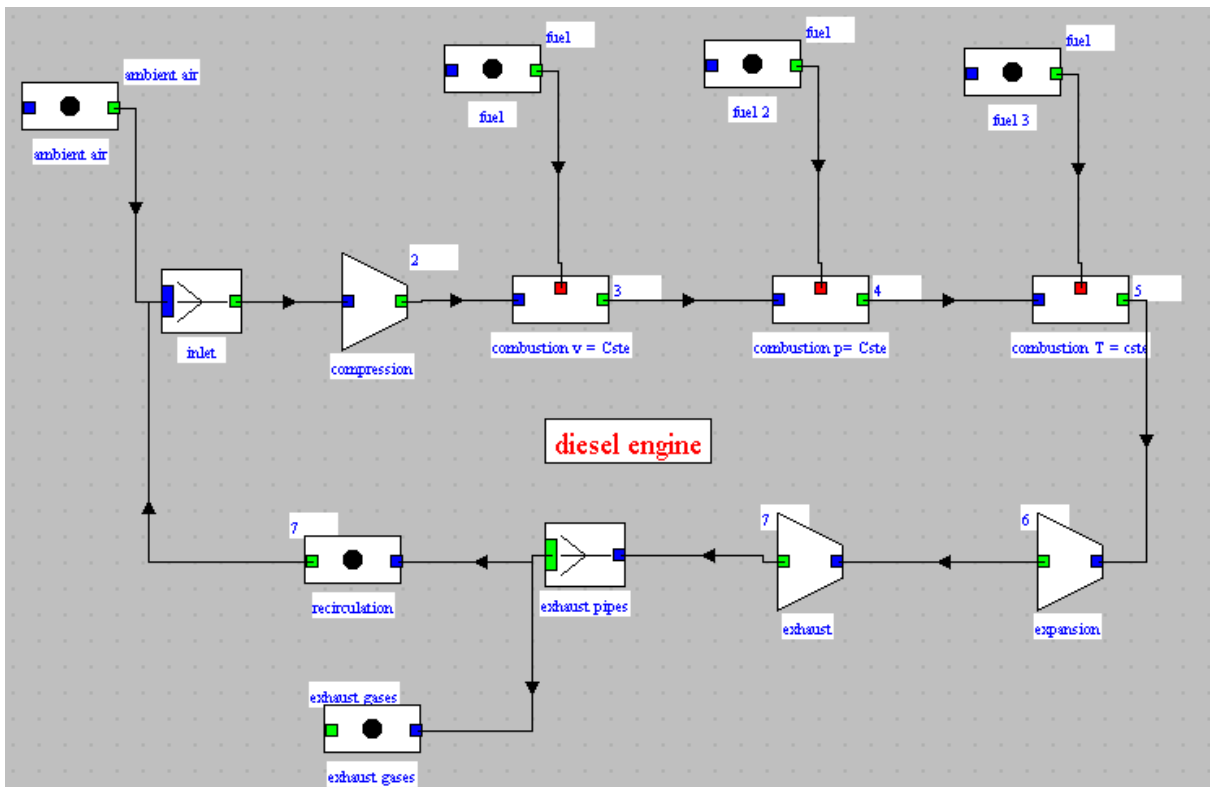 fuel
fuel
fuel
ambient air
fuel
fuel 2
fuel 3
ambient air
2
3
4
5
inlet
compression
combustion v = Cste
combustion p= Cste
combustion T = cste
diesel engine
7
7
6
recirculation
exhaust pipes
exhaust
expansion
exhaust gases
exhaust gases